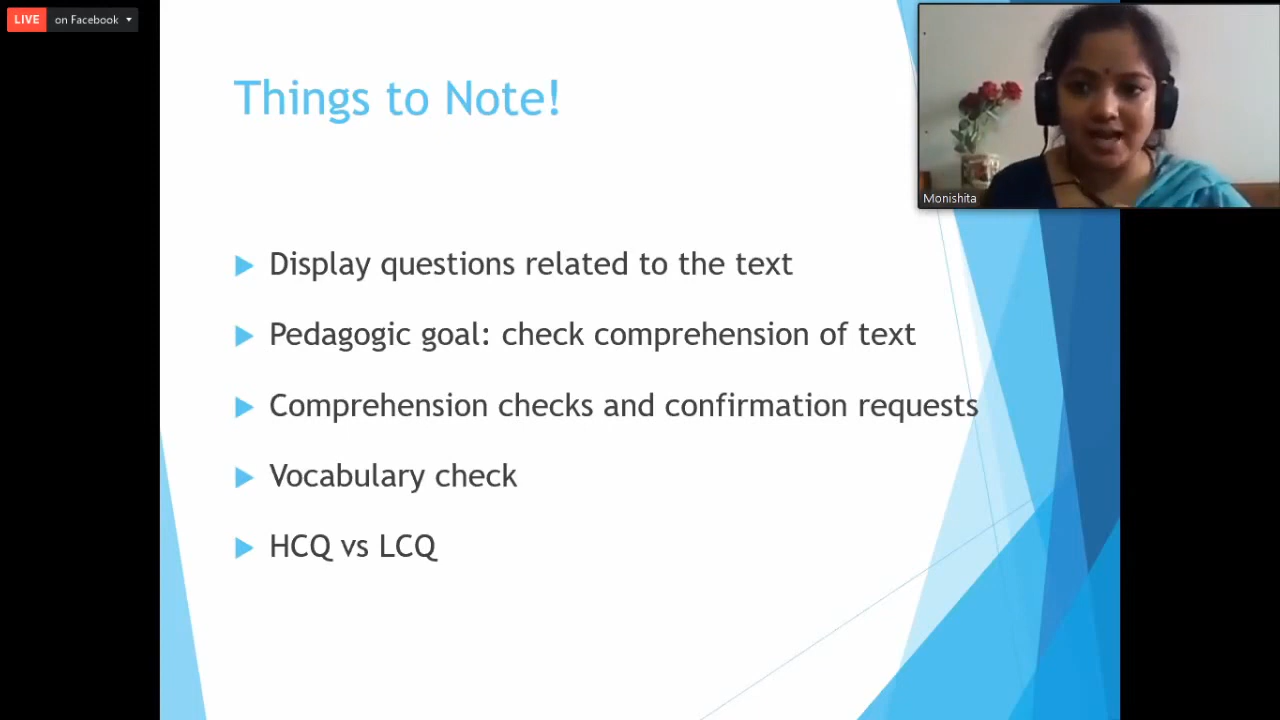 LIVE on Facebook
Things to Note!
Monishita
Display questions related to the text
Pedagogic goal: check comprehension of text
Comprehension checks and confirmation requests
Vocabulary check
HCQ vs LCQ